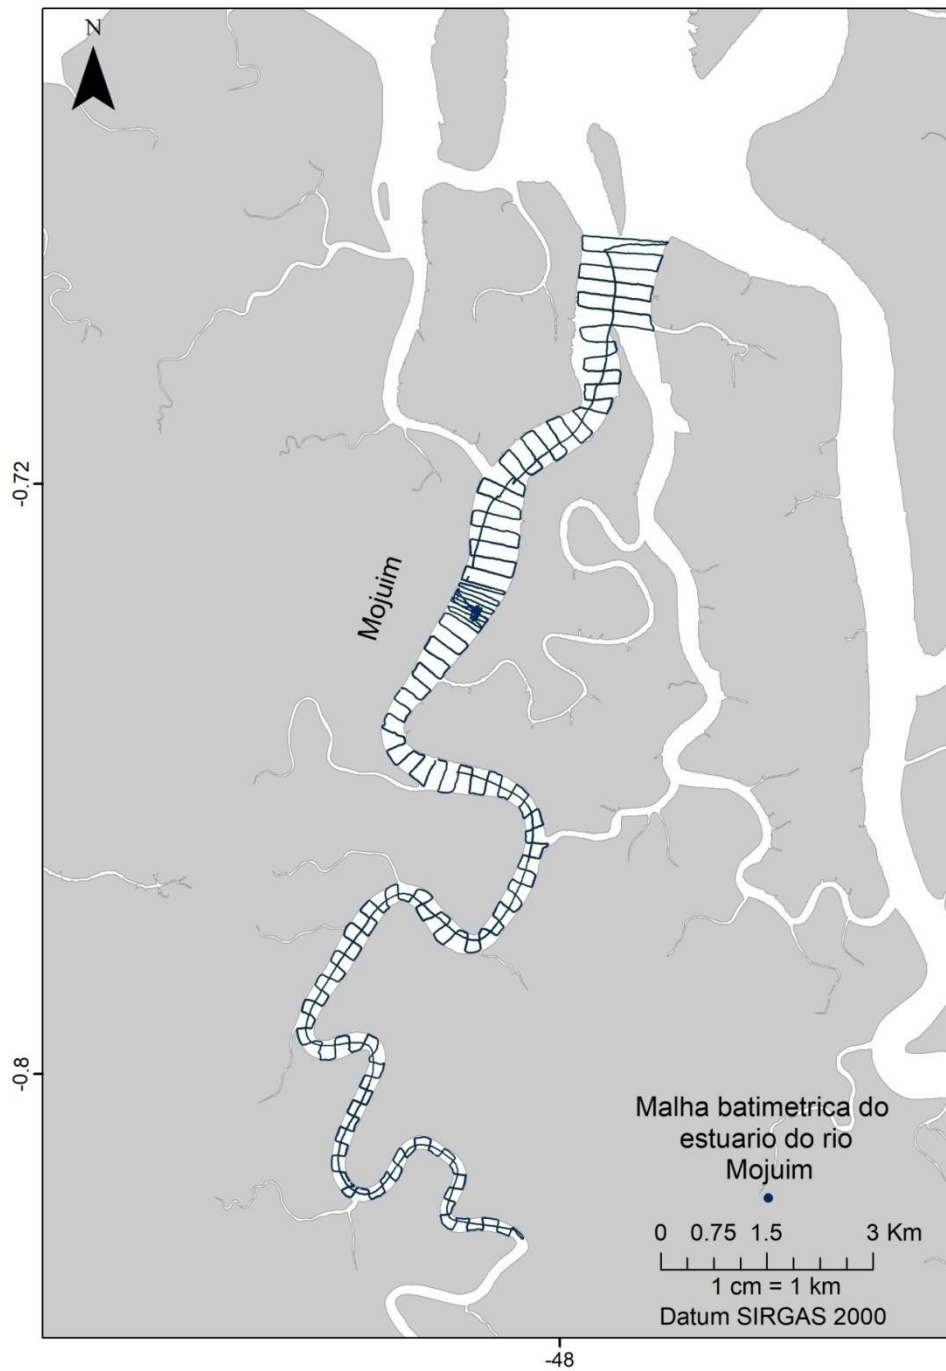 N
-0.72
Mojuim
-0.8
Malha batimetrica do
estuario do rio
Mojuim
0 0.75 1.5 3 Km
1 cm = 1 km
Datum SIRGAS 2000
-48